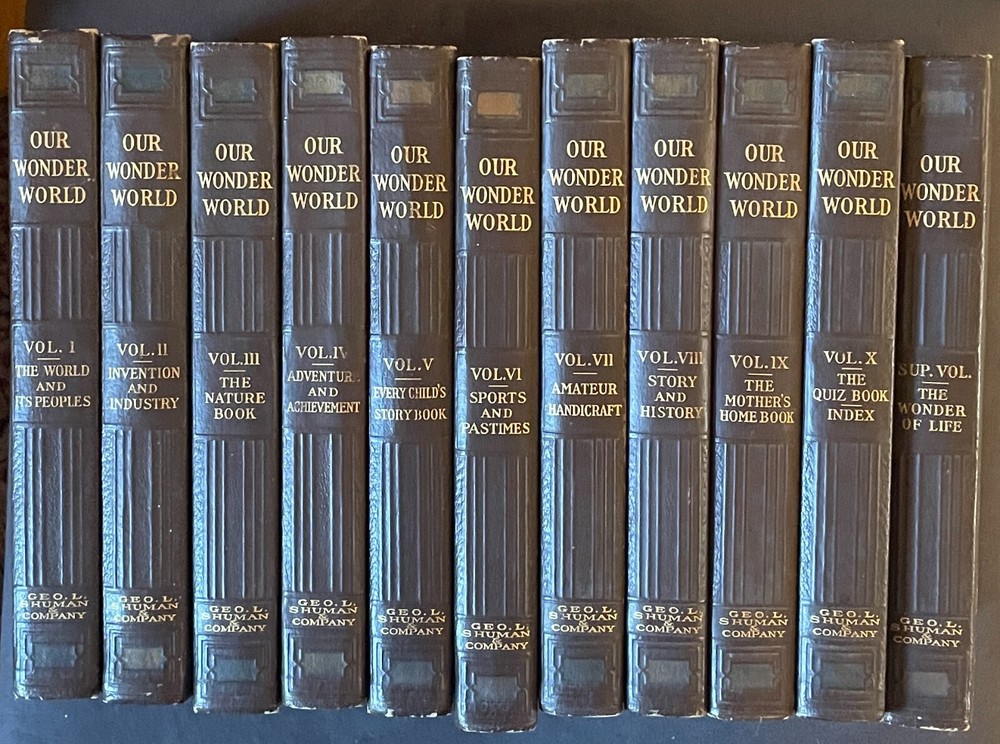 OUR
WONDER
WORLD
VOL. I
THE WORLD
AND
ITS PEOPLES
GEO. L.
SHUMAN
&
COMPANY
OUR
WONDER
WORLD
VOL. II
INVENTION
AND
INDUSTRY
GEO. L.
SHUMAN
&
COMPANY
OUR
WONDER
WORLD
VOL. III
THE
NATURE
BOOK
GEO. L.
SHUMAN
&
COMPANY
OUR
WONDER
WORLD
VOL. IV
ADVENTURE
AND
ACHIEVEMENT
GEO. L.
SHUMAN
&
COMPANY
OUR
WONDER
WORLD
VOL. V
EVERY CHILD'S
STORY BOOK
GEO. L.
SHUMAN
&
COMPANY
OUR
WONDER
WORLD
VOL. VI
SPORTS
AND
PASTIMES
GEO. L.
SHUMAN
&
COMPANY
OUR
WONDER
WORLD
VOL. VII
AMATEUR
HANDICRAFT
GEO. L.
SHUMAN
&
COMPANY
OUR
WONDER
WORLD
VOL. VIII
STORY
AND
HISTORY
GEO. L.
SHUMAN
&
COMPANY
OUR
WONDER
WORLD
VOL. IX
THE
MOTHER'S
HOME BOOK
GEO. L.
SHUMAN
&
COMPANY
OUR
WONDER
WORLD
VOL. X
THE
QUIZ BOOK
INDEX
GEO. L.
SHUMAN
&
COMPANY
OUR
WONDER
WORLD
SUP. VOL.
THE
WONDER
OF LIFE
GEO. L.
SHUMAN
&
COMPANY